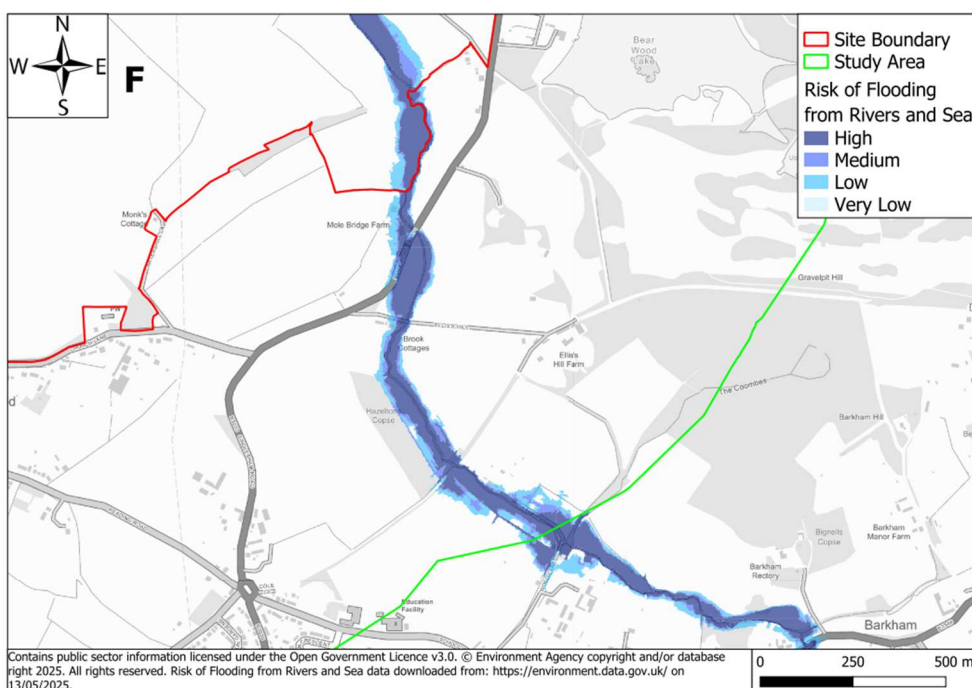 N
W E
S
F
Site Boundary
Study Area
Risk of Flooding
from Rivers and Sea
High
Medium
Low
Very Low
Bear
Wood
Lake
Monk's
Cottage
Mole Bridge Farm
Gravelpit Hill
Brook
Cottages
Ellis's
Hill Farm
The Coombes
Hazeltons
Copse
Barkham Hill
READING ROAD
Bignells
Copse
Barkham
Manor Farm
Barkham
Rectory
Education
Facility
Barkham
Contains public sector information licensed under the Open Government Licence v3.0. © Environment Agency copyright and/or database
right 2025. All rights reserved. Risk of Flooding from Rivers and Sea data downloaded from: https://environment.data.gov.uk/ on
13/05/2025.
0 250 500 m